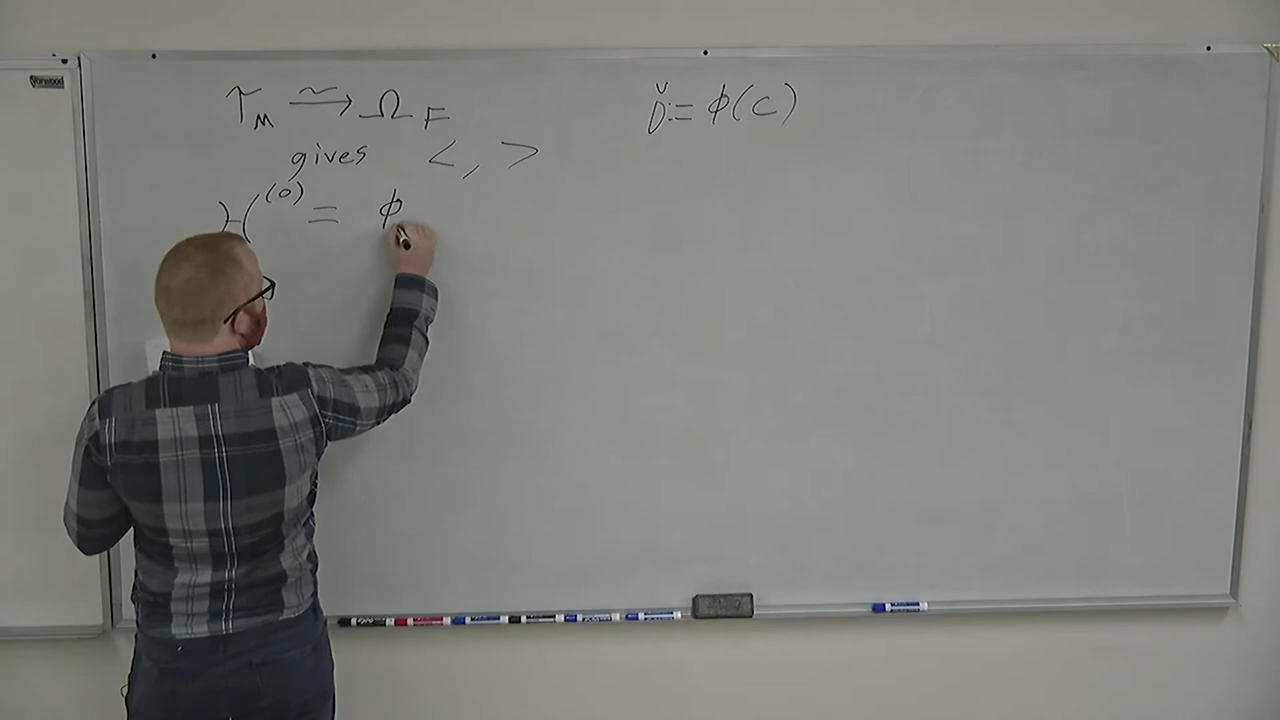 𝒯_M ⥲ Ω_F
gives < , >
H^(0) = ϕ
Ď := ϕ(C)